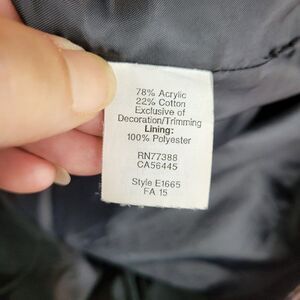 78% Acrylic
22% Cotton
Exclusive of
Decoration/Trimming
Lining:
100% Polyester
RN77388
CA56445
Style E1665
FA 15